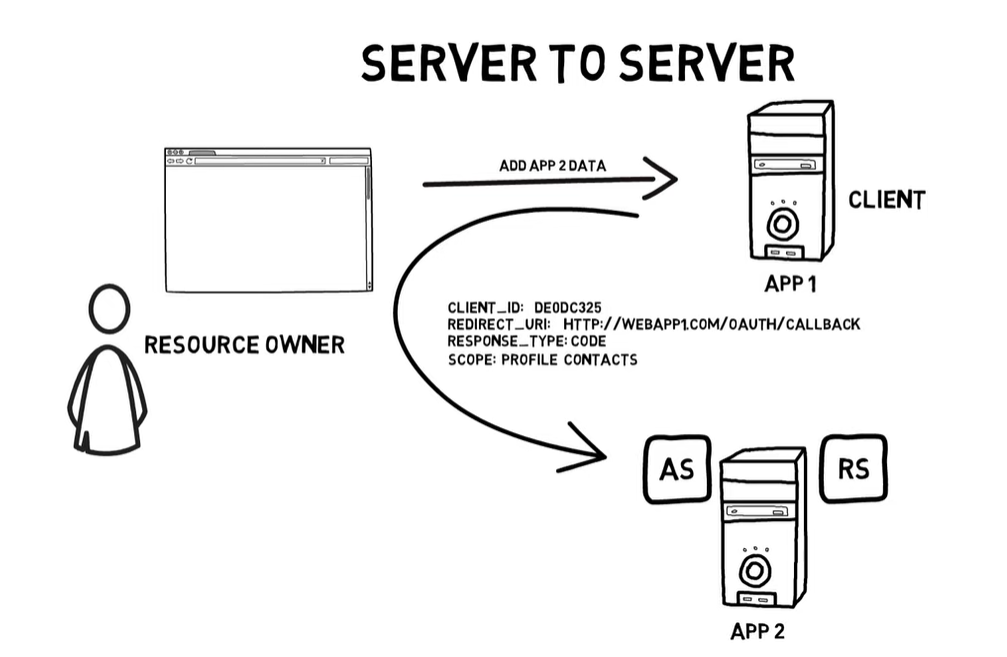 SERVER TO SERVER
ADD APP 2 DATA
CLIENT
APP 1
CLIENT_ID: DE0DC325
REDIRECT_URI: HTTP://WEBAPP1.COM/OAUTH/CALLBACK
RESPONSE_TYPE: CODE
SCOPE: PROFILE CONTACTS
RESOURCE OWNER
AS
RS
APP 2